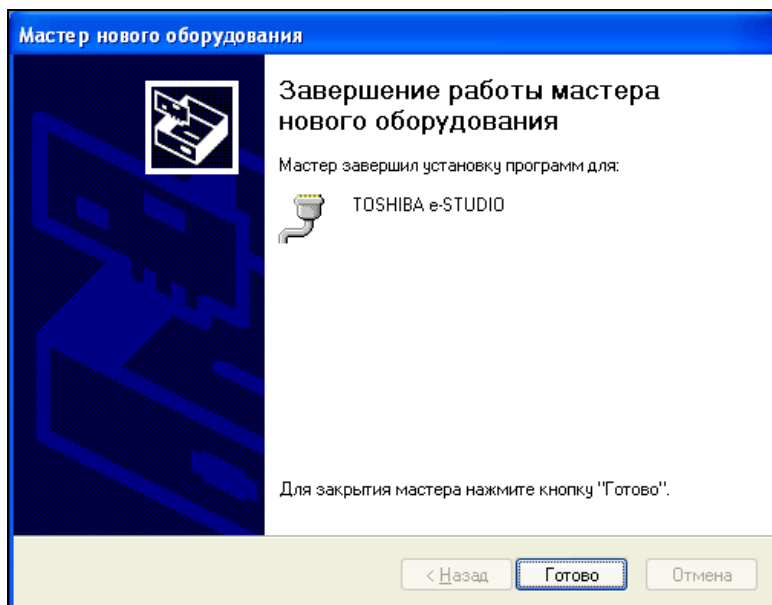 Мастер нового оборудования
Завершение работы мастера
нового оборудования
Мастер завершил установку программ для:
TOSHIBA e-STUDIO
Для закрытия мастера нажмите кнопку "Готово".
< Назад
Готово
Отмена